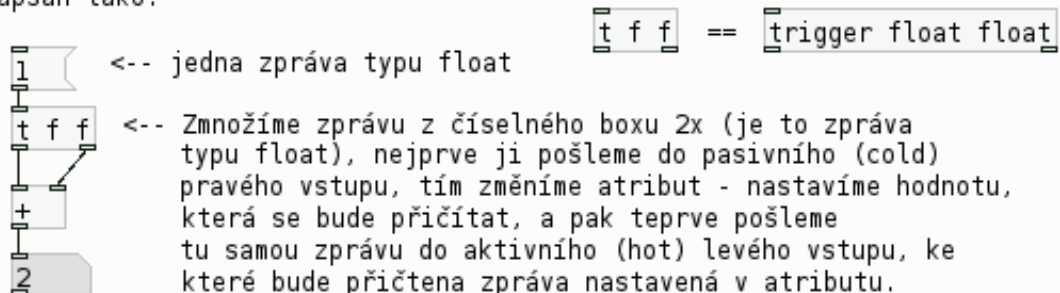 apsán tako:
t f f == trigger float float
1 <-- jedna zpráva typu float
t f f <-- Zmnožíme zprávu z číselného boxu 2x (je to zpráva
typu float), nejprve ji pošleme do pasivního (cold)
pravého vstupu, tím změníme atribut - nastavíme hodnotu,
+ která se bude přičítat, a pak teprve pošleme
tu samou zprávu do aktivního (hot) levého vstupu, ke
2 které bude přičtena zpráva nastavená v atributu.